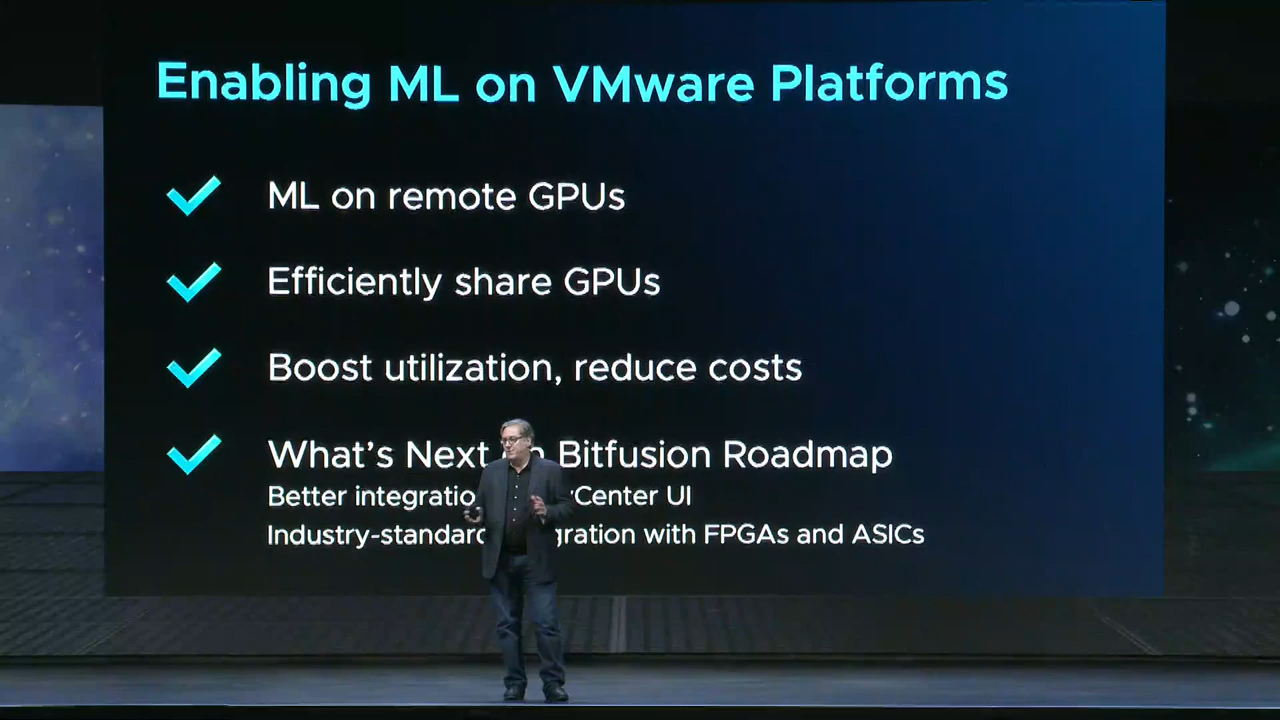 Enabling ML on VMware Platforms
ML on remote GPUs
Efficiently share GPUs
Boost utilization, reduce costs
What's Next Bitfusion Roadmap
Better Center UI
with FPGAs and ASICs